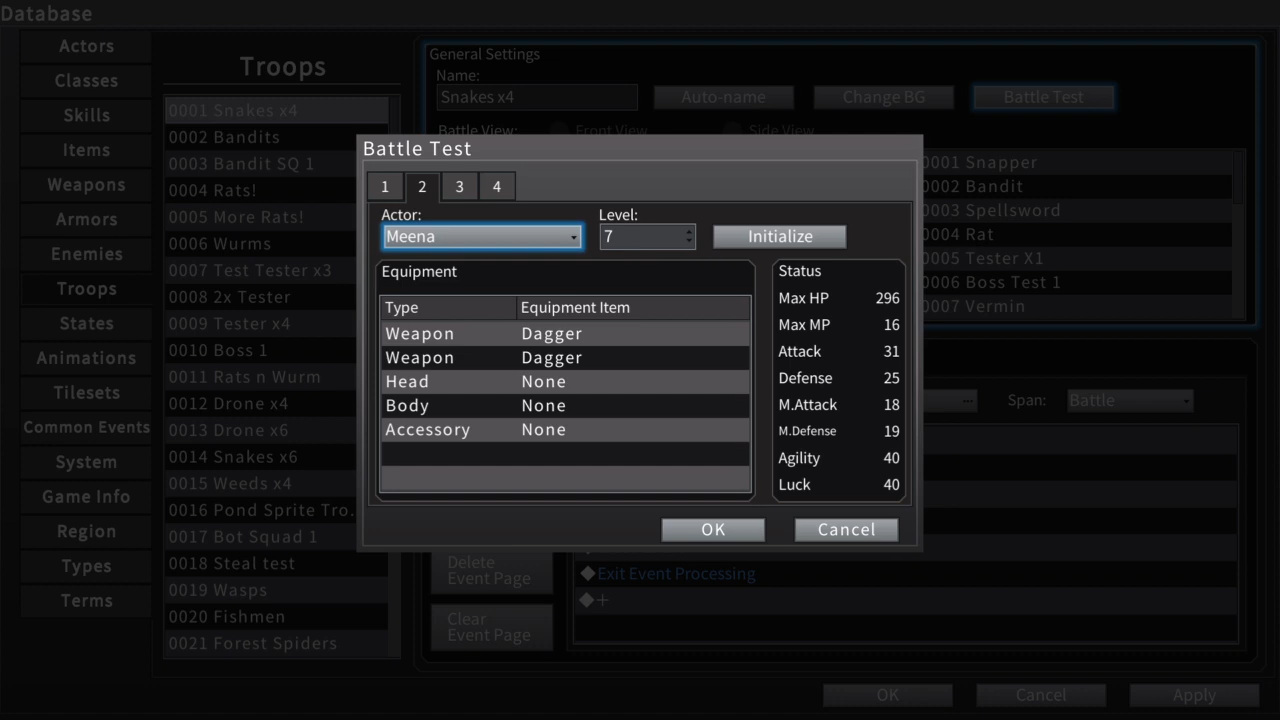 Database
Actors
Classes
Skills
Items
Weapons
Armors
Enemies
Troops
States
Animations
Tilesets
Common Events
System
Game Info
Region
Types
Terms
Troops
0001 Snakes x4
0002 Bandits
0003 Bandit SQ 1
0004 Rats!
0005 More Rats!
0006 Wurms
0007 Test Tester x3
0008 2x Tester
0009 Tester x4
0010 Boss 1
0011 Rats n Wurm
0012 Drone x4
0013 Drone x6
0014 Snakes x6
0015 Weeds x4
0016 Pond Sprite Tro.
0017 Bot Squad 1
0018 Steal test
0019 Wasps
0020 Fishmen
0021 Forest Spiders
General Settings
Name:
Snakes x4
Auto-name
Change BG
Battle Test
Battle View: Front View Side View
0001 Snapper
0002 Bandit
0003 Spellsword
0004 Rat
0005 Tester X1
0006 Boss Test 1
0007 Vermin
Battle Test
1 2 3 4
Actor:
Meena
Level:
7
Initialize
Equipment
Type Equipment Item
Weapon Dagger
Weapon Dagger
Head None
Body None
Accessory None
Status
Max HP 296
Max MP 16
Attack 31
Defense 25
M.Attack 18
M.Defense 19
Agility 40
Luck 40
OK Cancel
... Span: Battle
Delete
Event Page
Clear
Event Page
◆Exit Event Processing
◆+
OK Cancel Apply